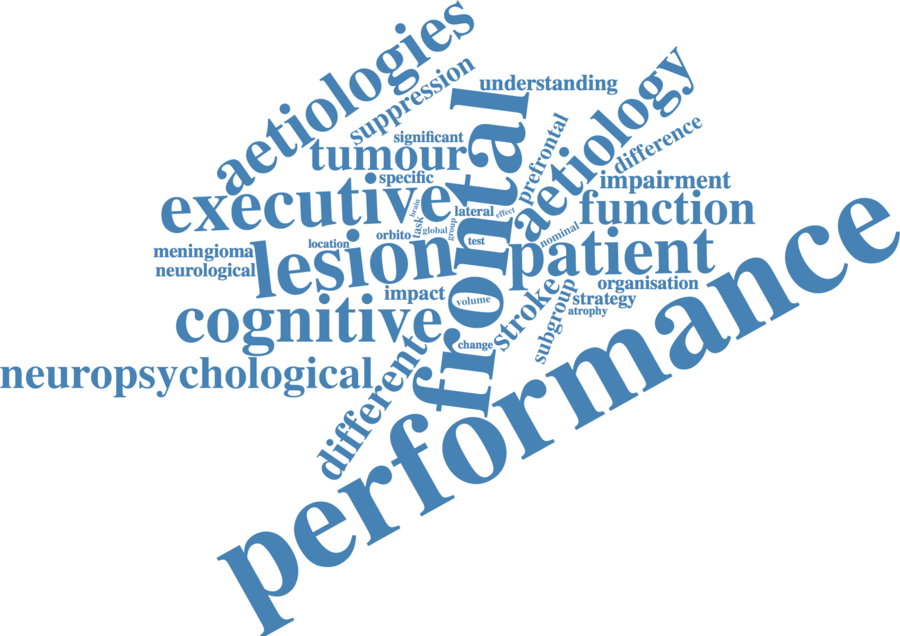 aetiologies
suppression
understanding
aetiology
significant
tumour
prefrontal
difference
specific
executive
impairment
brain
task
lateral
effect
function
global
group
orbito
test
nominal
location
meningioma
neurological
lesion
frontal
patient
impact
volume
organisation
strategy
atrophy
stroke
subgroup
cognitive
change
neuropsychological
different
performance